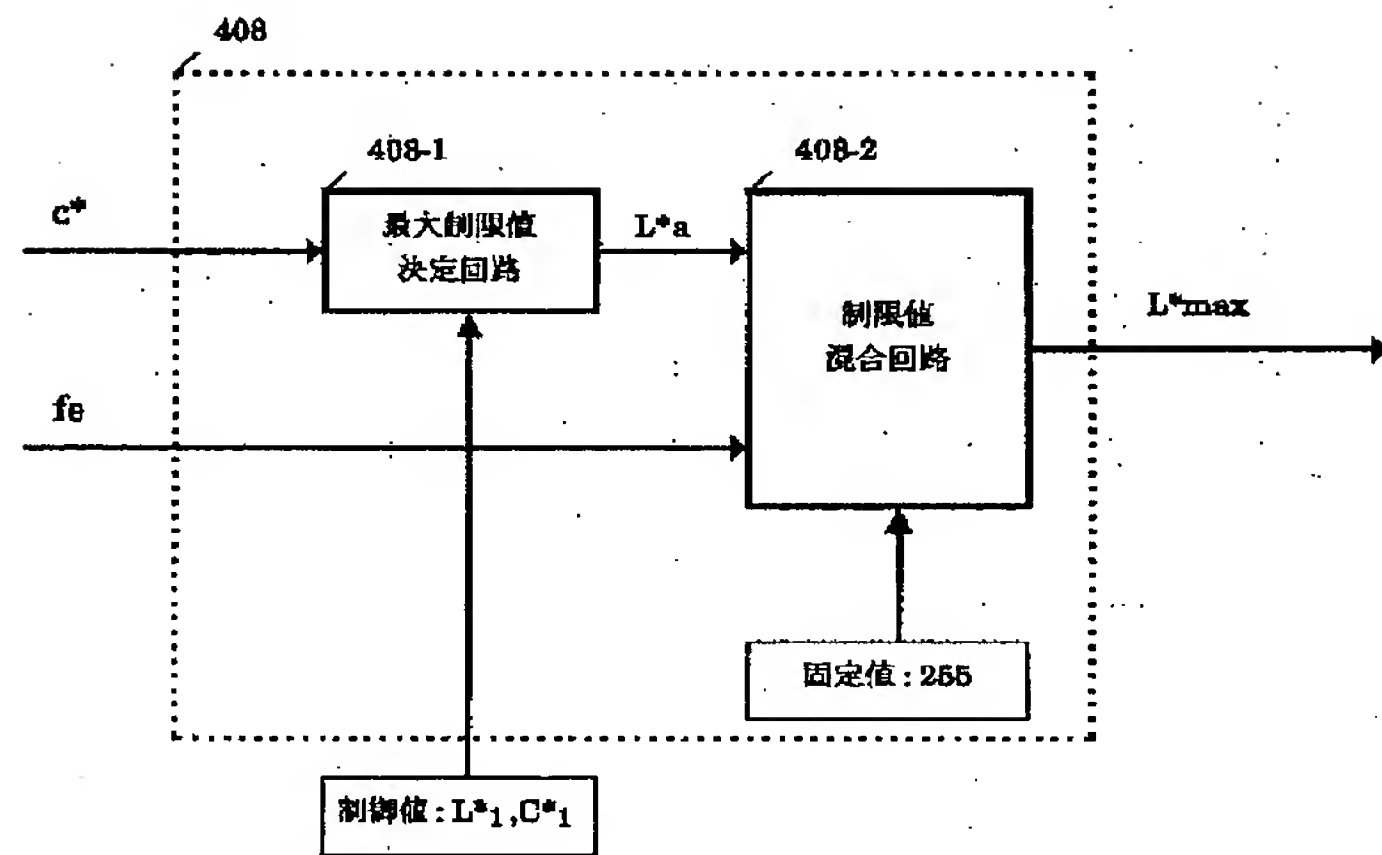 408
408-1
408-2
C*
最大制限値
決定回路
L*a
制限値
混合回路
L*max
fe
固定値:255
制御値:L*1,C*1